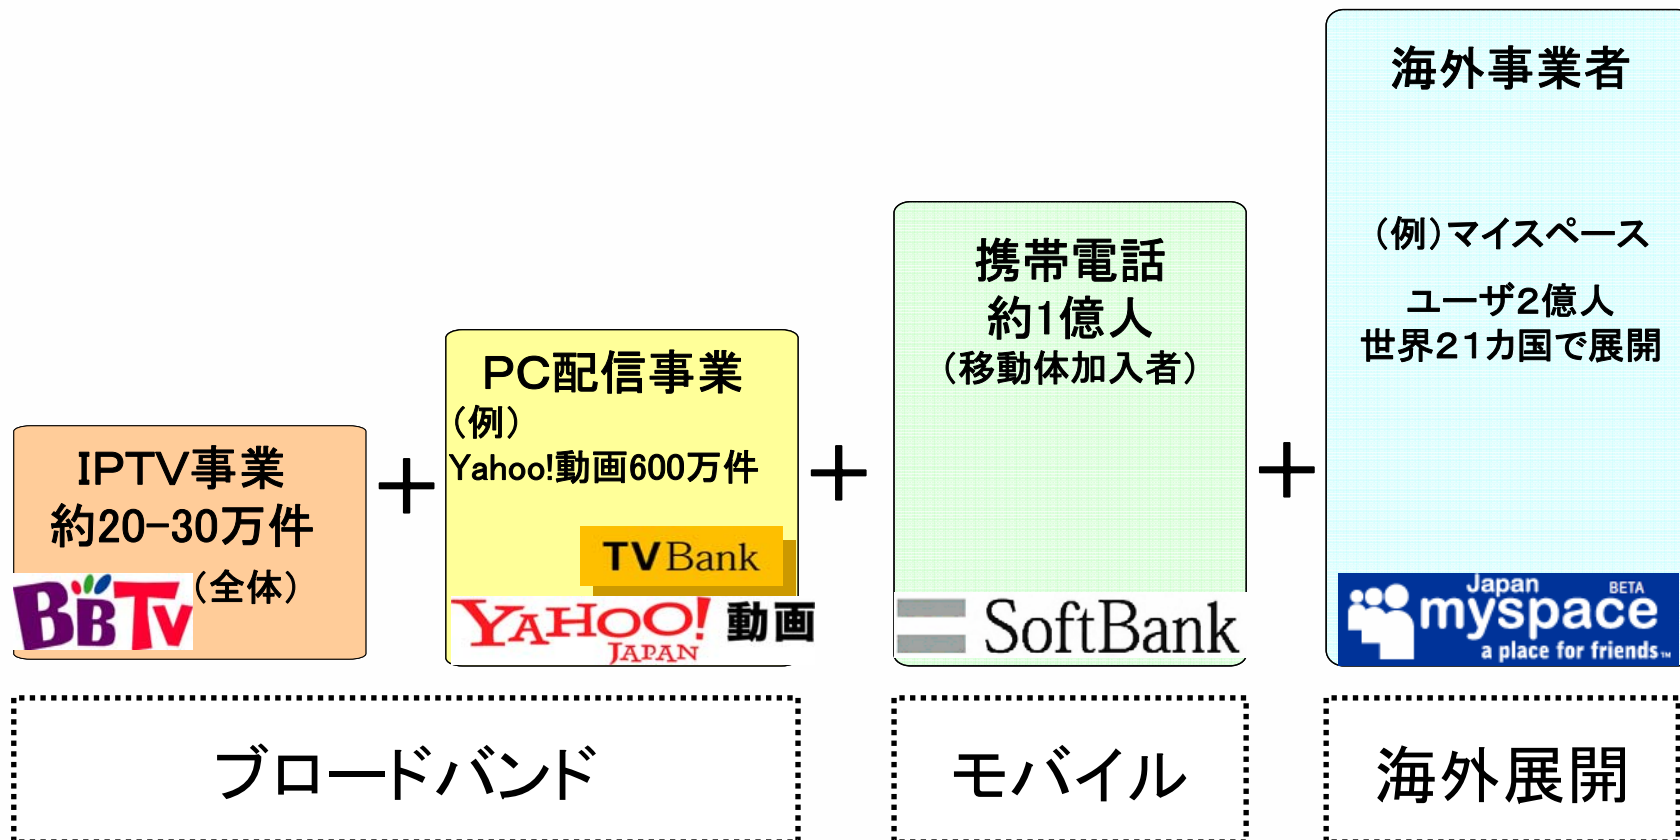 IPTV事業
約20-30万件
(全体)
BBTV
+
PC配信事業
(例)
Yahoo!動画600万件
TVBank
YAHOO! 動画
JAPAN
+
携帯電話
約1億人
(移動体加入者)
SoftBank
+
海外事業者
(例)マイスペース
ユーザ2億人
世界21カ国で展開
Japan BETA
myspace
a place for friends™
ブロードバンド
モバイル
海外展開